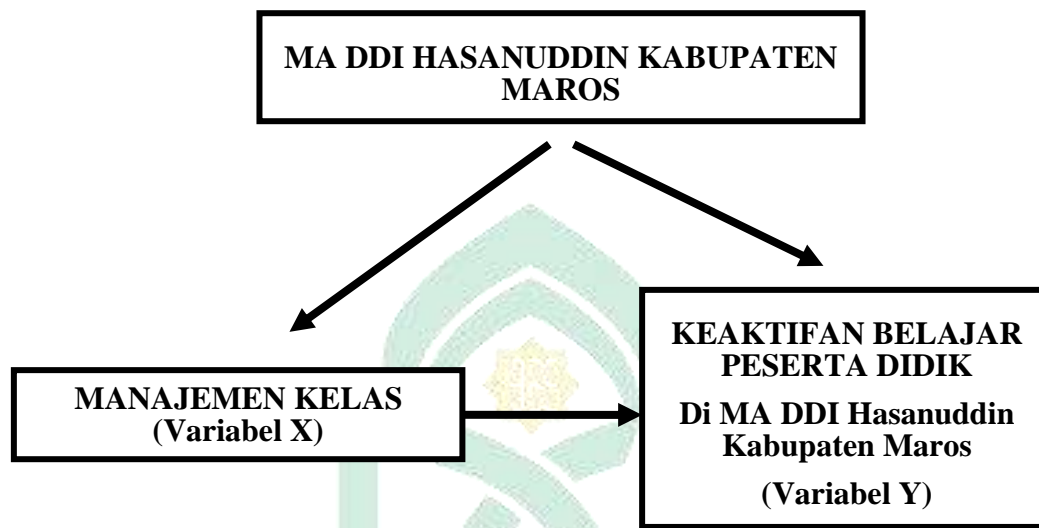 MA DDI HASANUDDIN KABUPATEN
MAROS
MANAJEMEN KELAS
(Variabel X)
KEAKTIFAN BELAJAR
PESERTA DIDIK
Di MA DDI Hasanuddin
Kabupaten Maros
(Variabel Y)